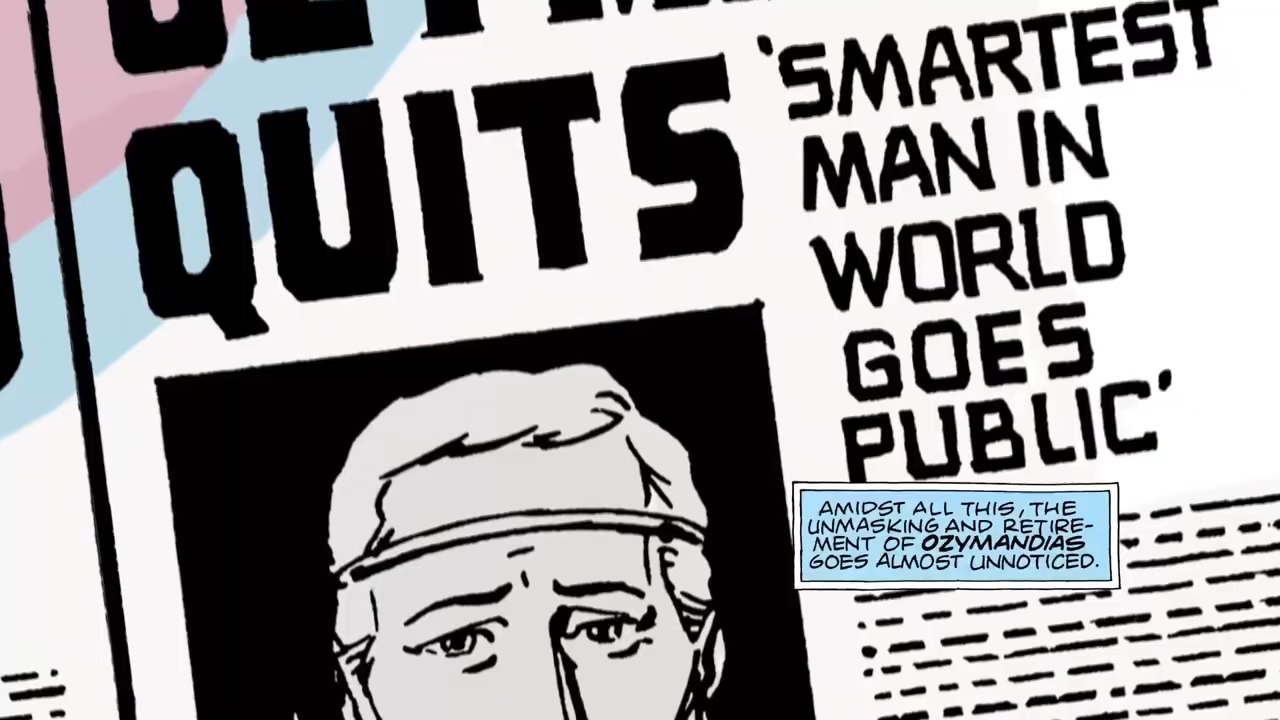 QUITS
'SMARTEST
MAN IN
WORLD
GOES
PUBLIC'
AMIDST ALL THIS, THE
UNMASKING AND RETIRE-
MENT OF OZYMANDIAS
GOES ALMOST UNNOTICED.